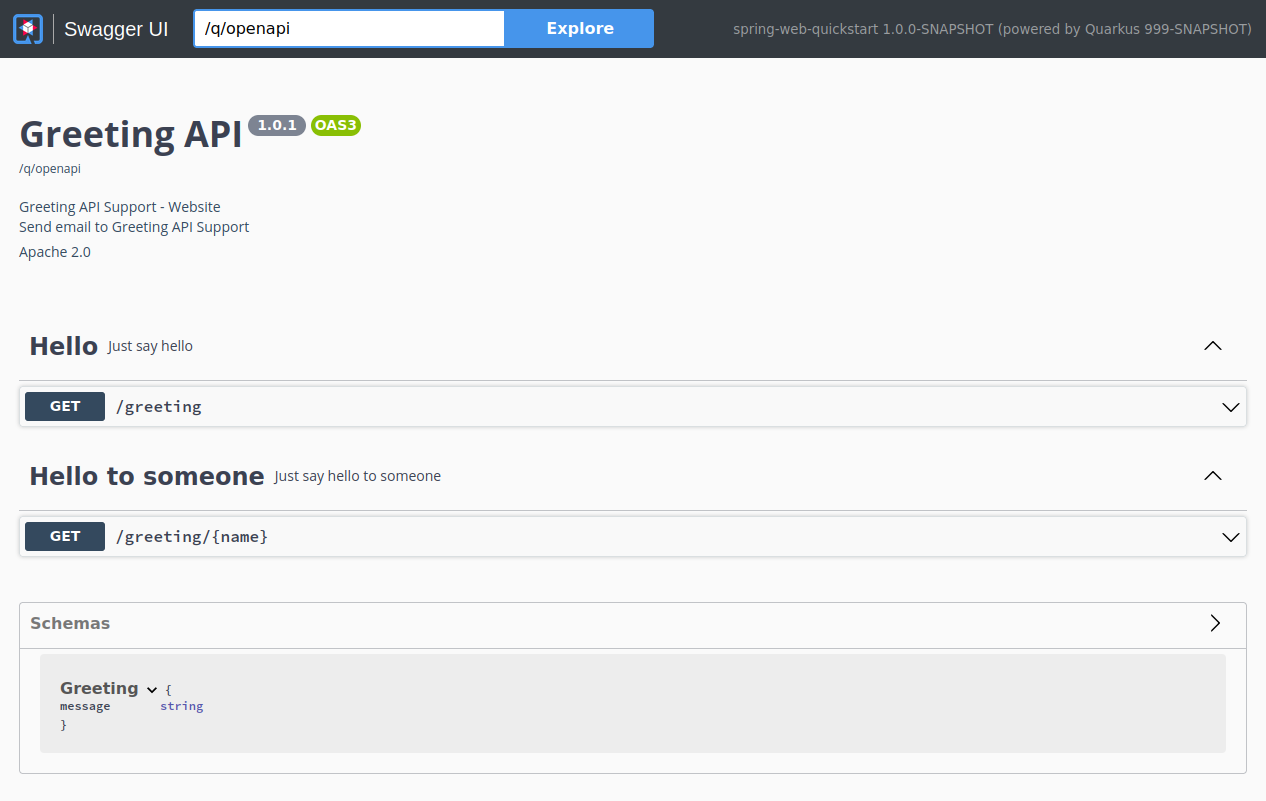 Swagger UI /q/openapi Explore spring-web-quickstart 1.0.0-SNAPSHOT (powered by Quarkus 999-SNAPSHOT)
Greeting API 1.0.1 OAS3
/q/openapi
Greeting API Support - Website
Send email to Greeting API Support
Apache 2.0
Hello Just say hello
GET /greeting
Hello to someone Just say hello to someone
GET /greeting/{name}
Schemas
Greeting {
message string
}